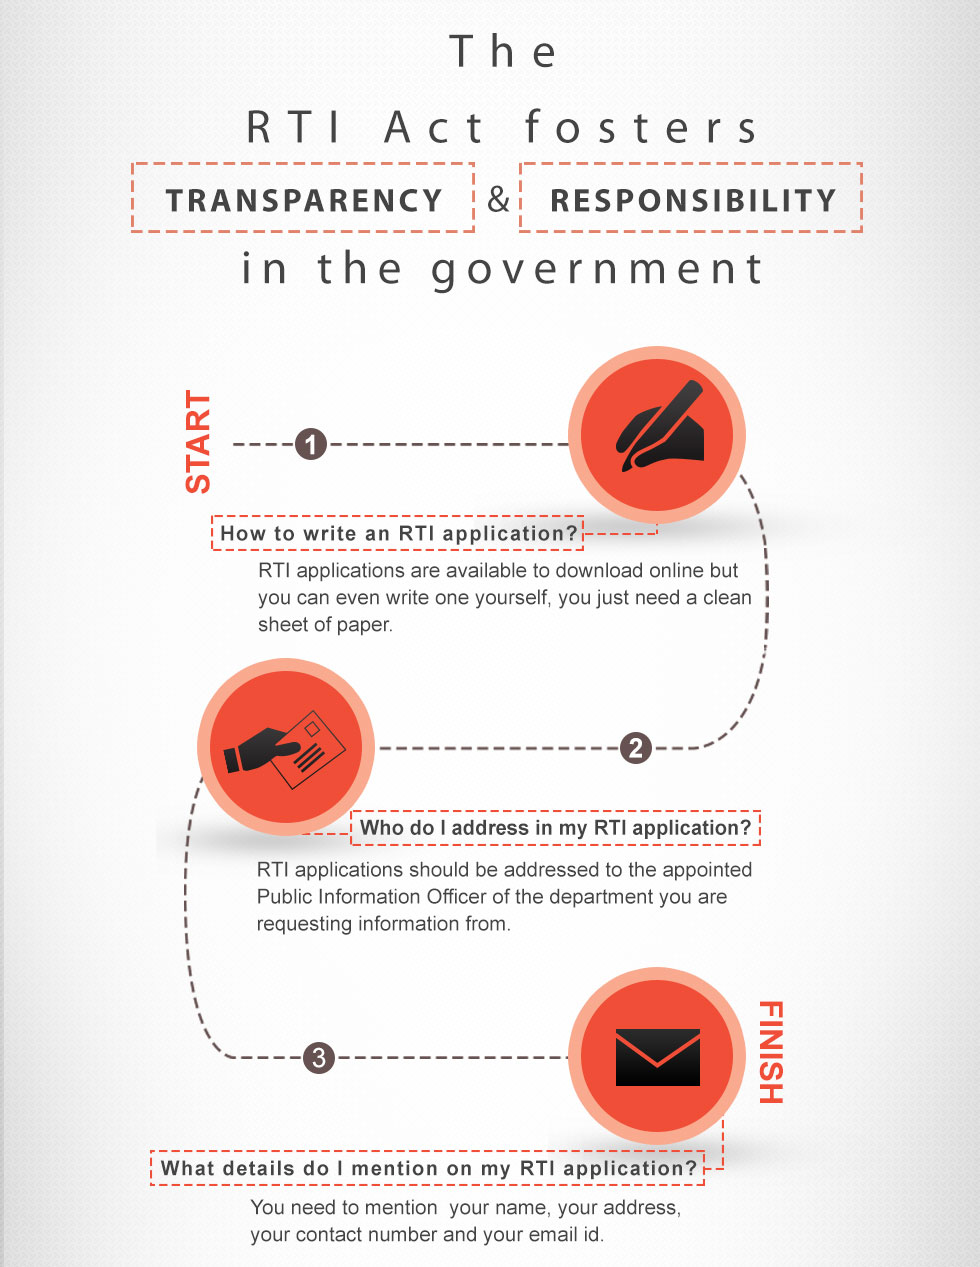 The
RTI Act fosters
TRANSPARENCY & RESPONSIBILITY
in the government
START
1
How to write an RTI application?
RTI applications are available to download online but
you can even write one yourself, you just need a clean
sheet of paper.
2
Who do I address in my RTI application?
RTI applications should be addressed to the appointed
Public Information Officer of the department you are
requesting information from.
3
FINISH
What details do I mention on my RTI application?
You need to mention your name, your address,
your contact number and your email id.